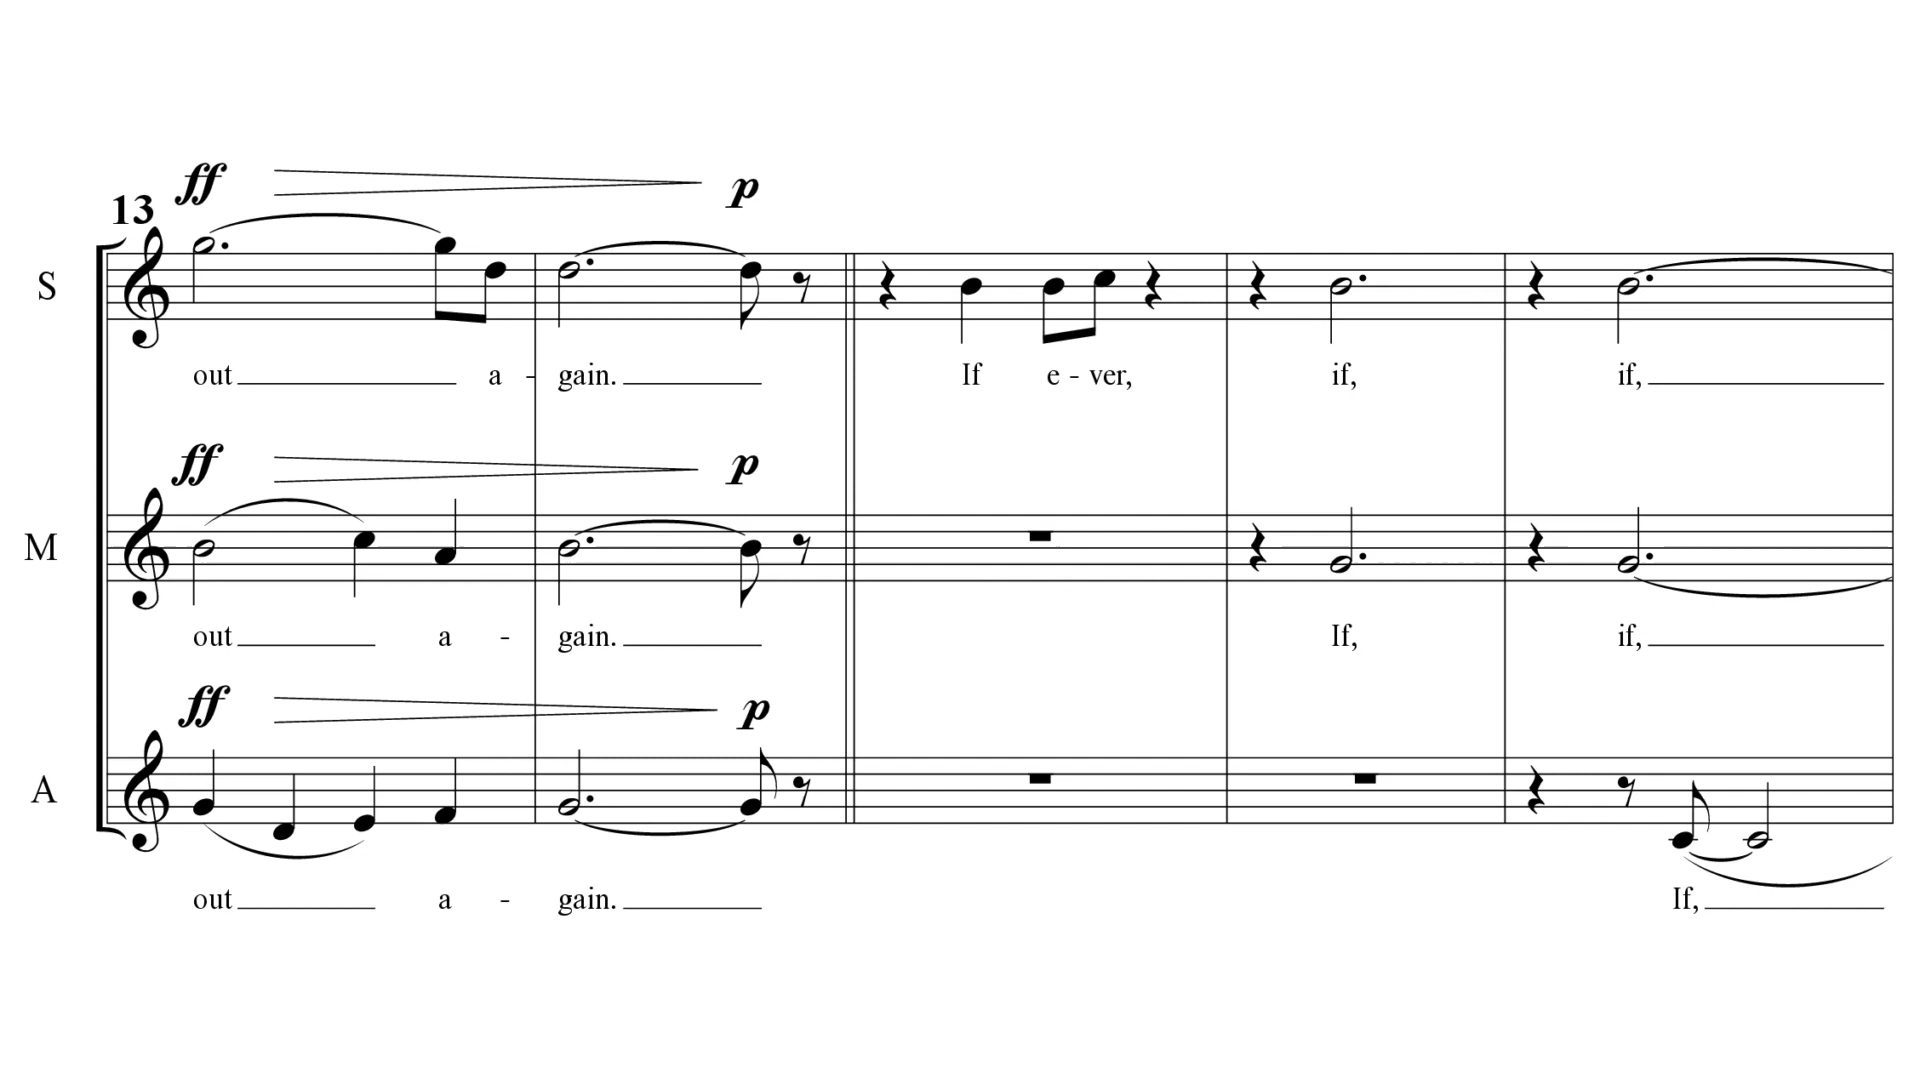 ff p
13
S
out a - gain. If e - ver, if, if,
ff p
M
out a - gain. If, if,
ff p
A
out a - gain. If,